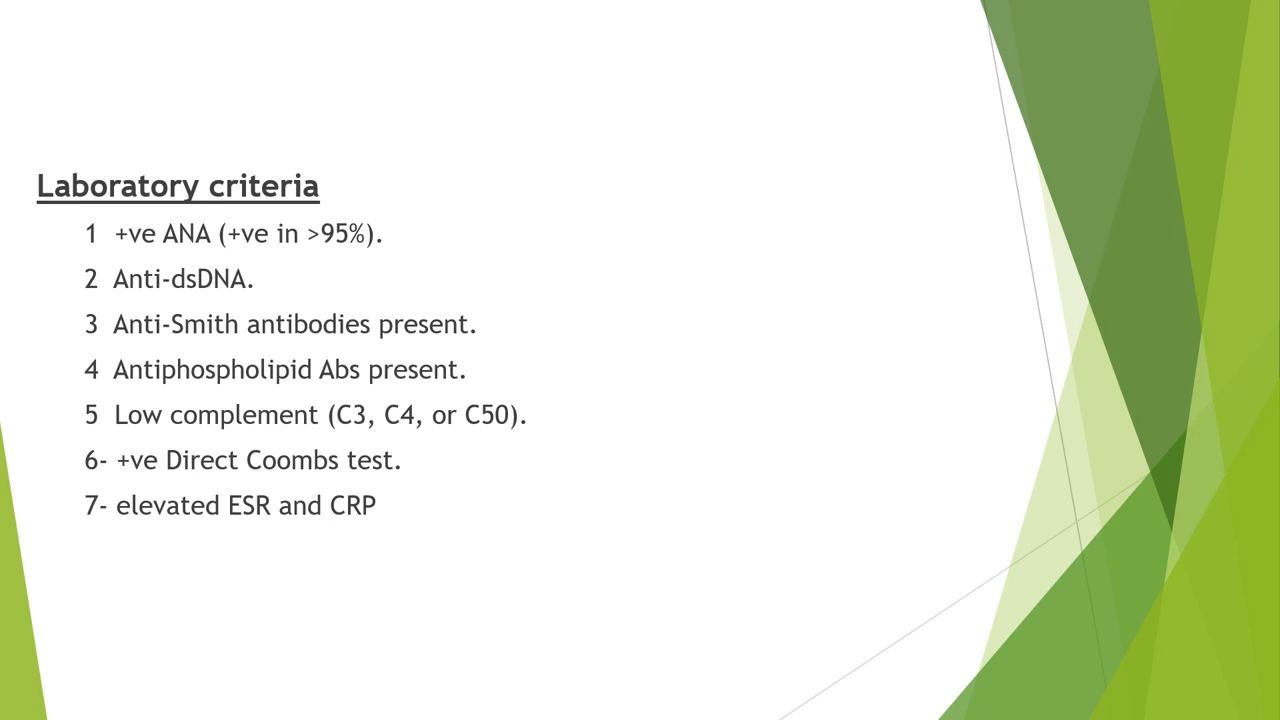 Laboratory criteria
1 +ve ANA (+ve in >95%).
2 Anti-dsDNA.
3 Anti-Smith antibodies present.
4 Antiphospholipid Abs present.
5 Low complement (C3, C4, or C50).
6- +ve Direct Coombs test.
7- elevated ESR and CRP